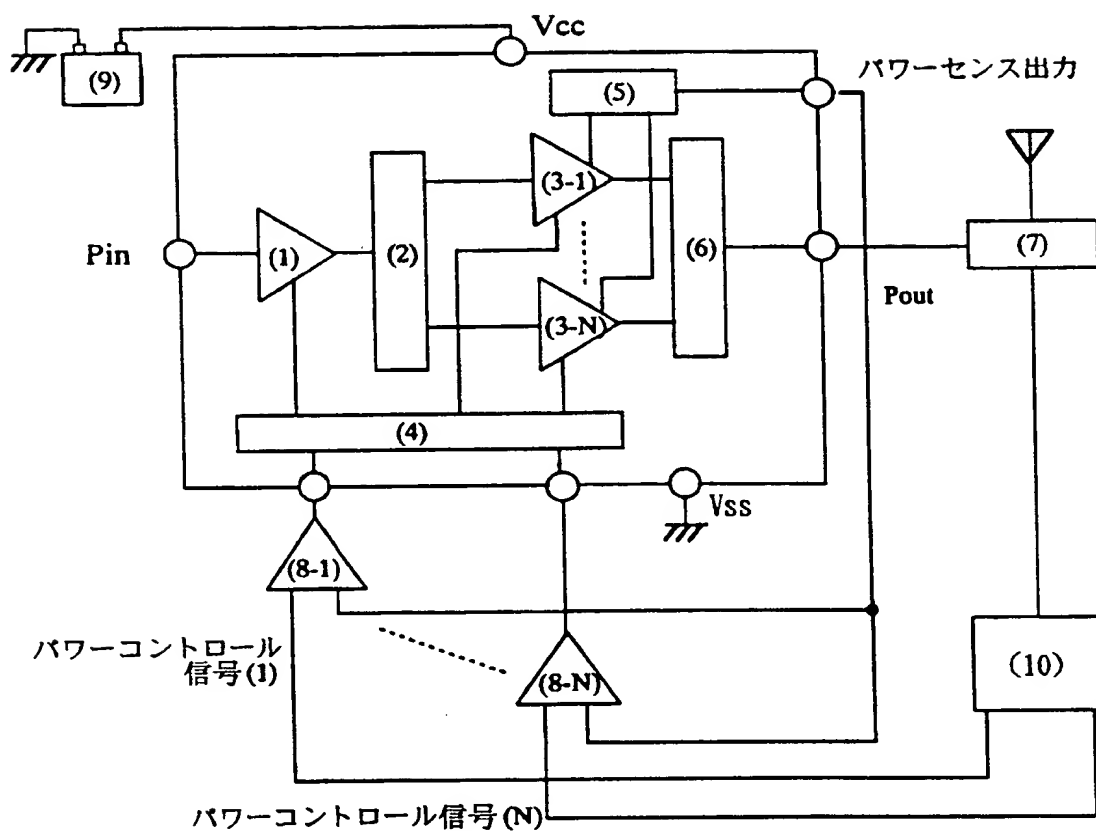 Vcc
(9)
パワーセンス出力
(5)
(3-1)
Pin
(1)
(2)
(6)
(7)
Pout
(3-N)
(4)
Vss
(8-1)
パワーコントロール
信号(1)
(8-N)
(10)
パワーコントロール信号(N)